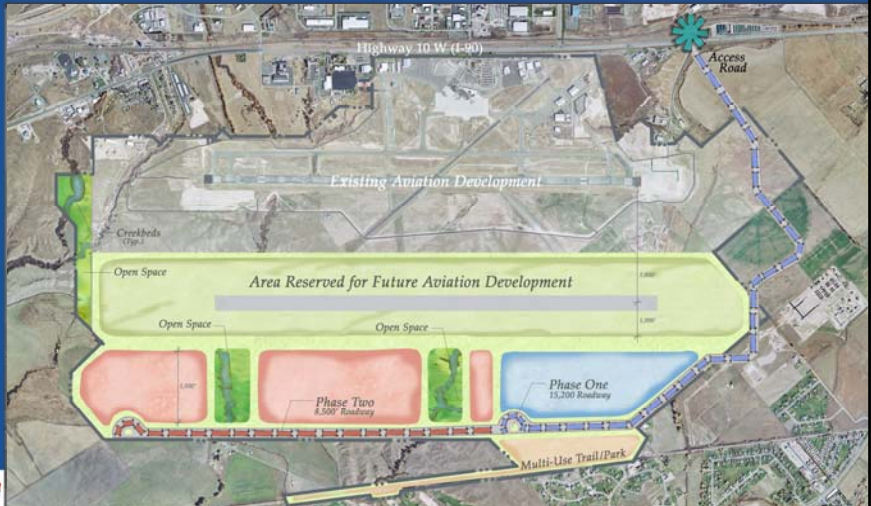 Highway 10 W (I-90)
Access
Road
Existing Aviation Development
Creekbeds
(Typ.)
Open Space
Area Reserved for Future Aviation Development
Open Space
Open Space
Phase One
15,200 Roadway
Phase Two
8,500' Roadway
Multi-Use Trail/Park